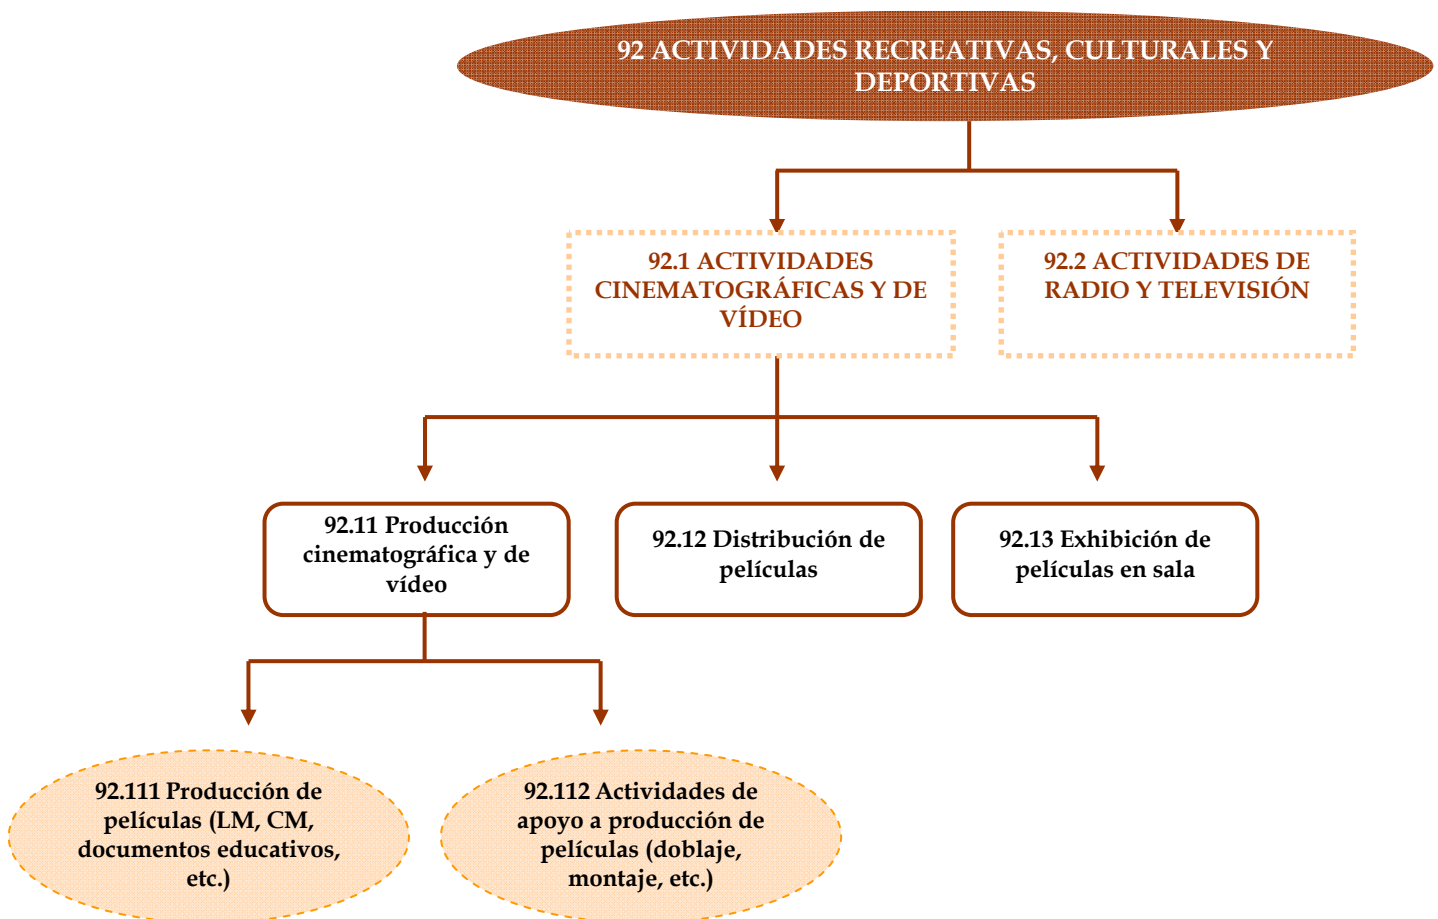 92 ACTIVIDADES RECREATIVAS, CULTURALES Y
DEPORTIVAS
92.1 ACTIVIDADES
CINEMATOGRÁFICAS Y DE
VÍDEO
92.2 ACTIVIDADES DE
RADIO Y TELEVISIÓN
92.11 Producción
cinematográfica y de
vídeo
92.12 Distribución de
películas
92.13 Exhibición de
películas en sala
92.111 Producción de
películas (LM, CM,
documentos educativos,
etc.)
92.112 Actividades de
apoyo a producción de
películas (doblaje,
montaje, etc.)